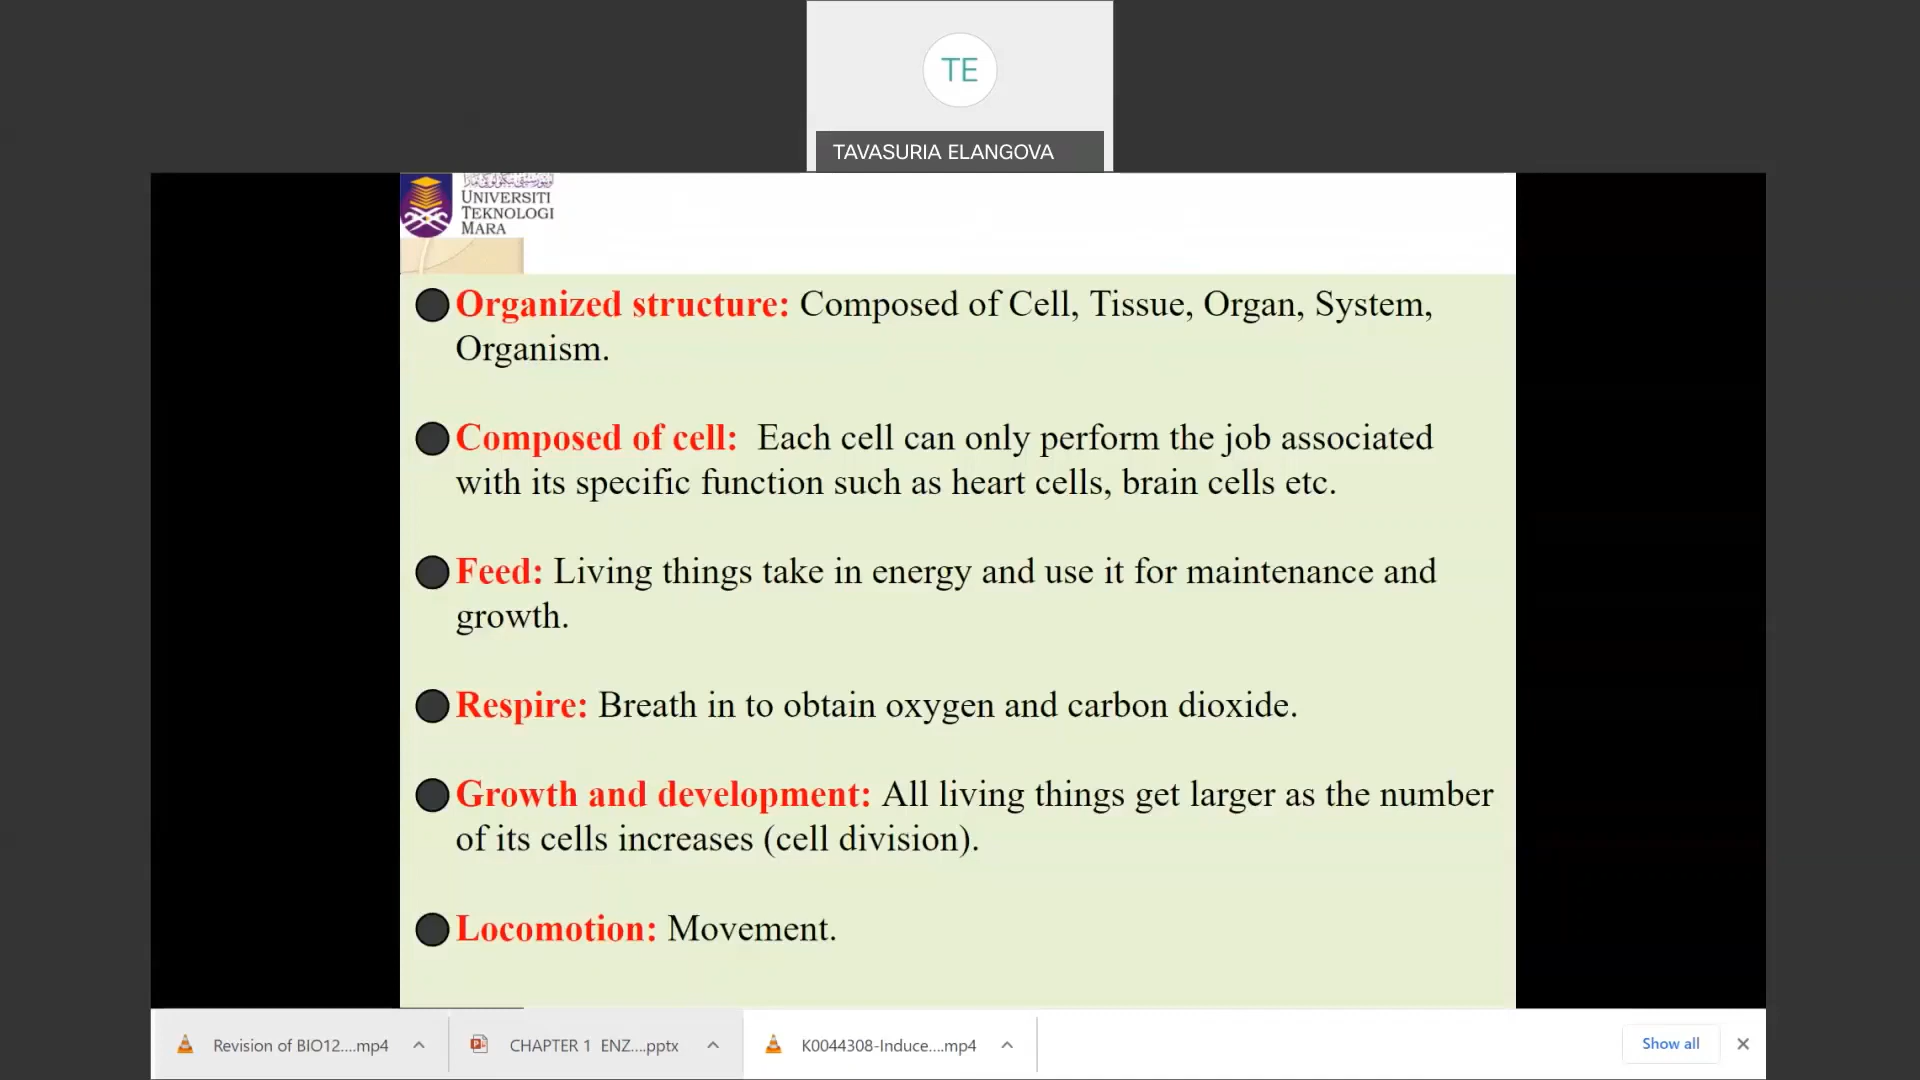 TE
TAVASURIA ELANGOVA
UNIVERSITI
TEKNOLOGI
MARA
Organized structure: Composed of Cell, Tissue, Organ, System,
Organism.
Composed of cell: Each cell can only perform the job associated
with its specific function such as heart cells, brain cells etc.
Feed: Living things take in energy and use it for maintenance and
growth.
Respire: Breath in to obtain oxygen and carbon dioxide.
Growth and development: All living things get larger as the number
of its cells increases (cell division).
Locomotion: Movement.
Revision of BIO12....mp4
CHAPTER 1 ENZ....pptx
K0044308-Induce....mp4
Show all